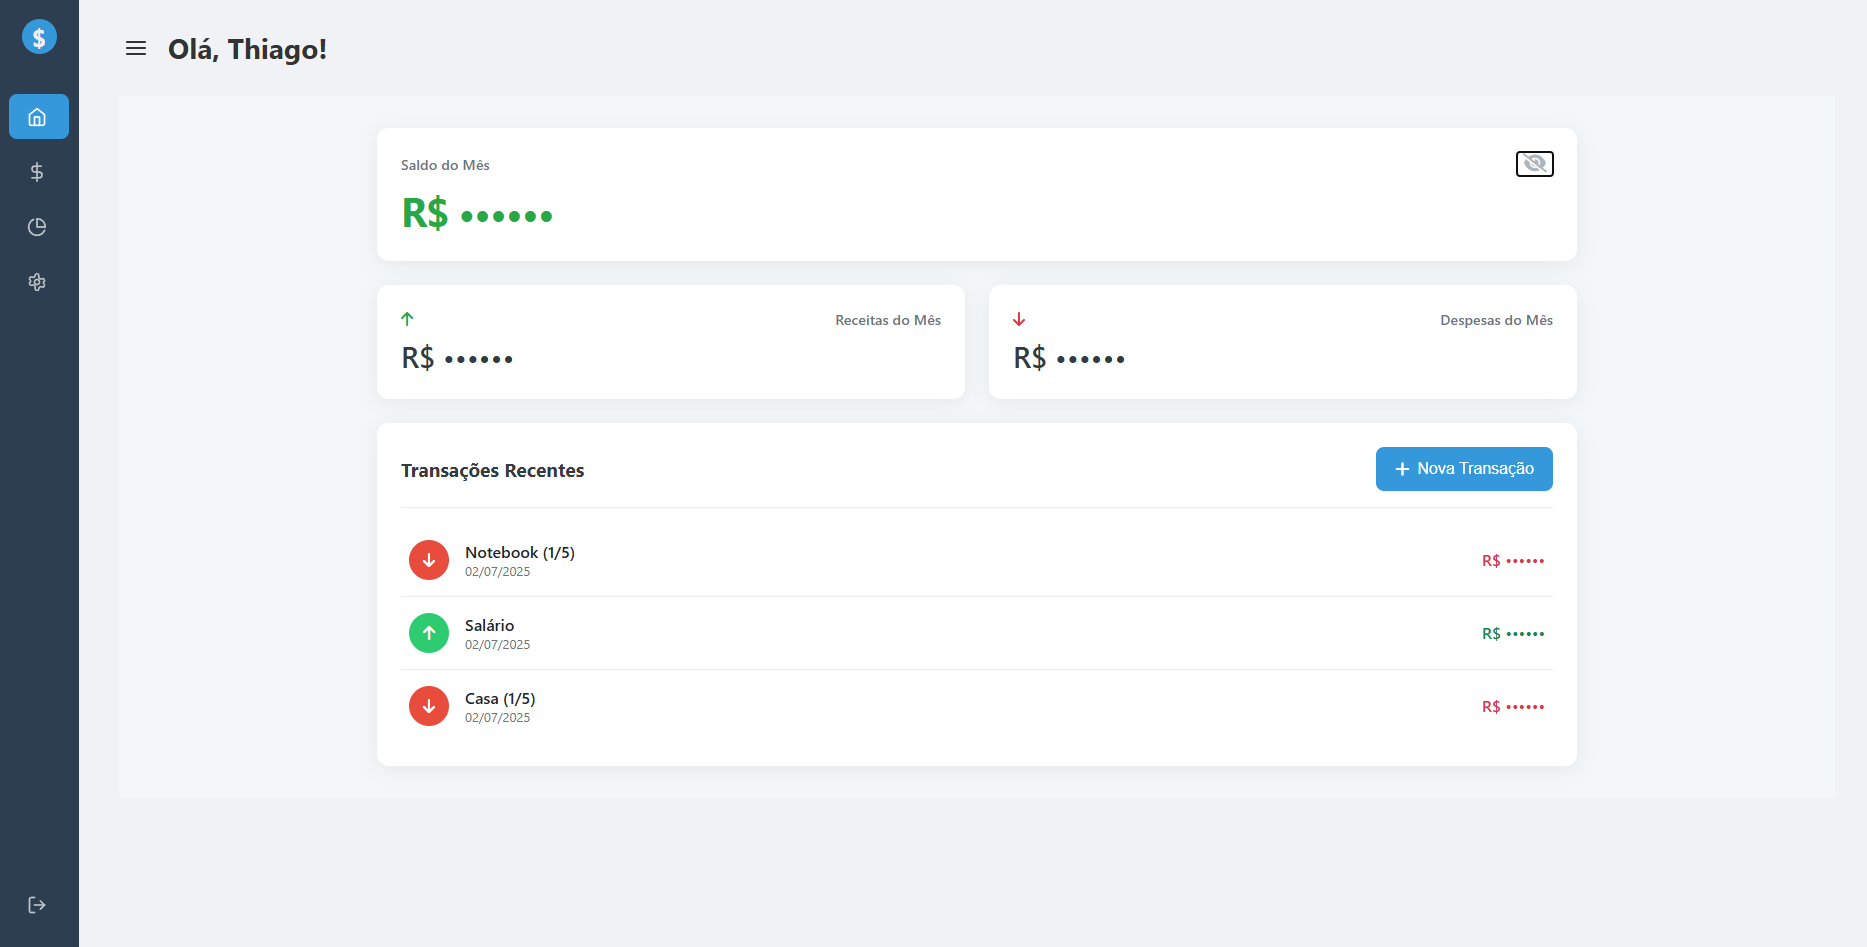 $
Olá, Thiago!
Saldo do Mês
R$ ••••••
Receitas do Mês
R$ ••••••
Despesas do Mês
R$ ••••••
Transações Recentes
+ Nova Transação
Notebook (1/5)
02/07/2025
R$ ••••••
Salário
02/07/2025
R$ ••••••
Casa (1/5)
02/07/2025
R$ ••••••